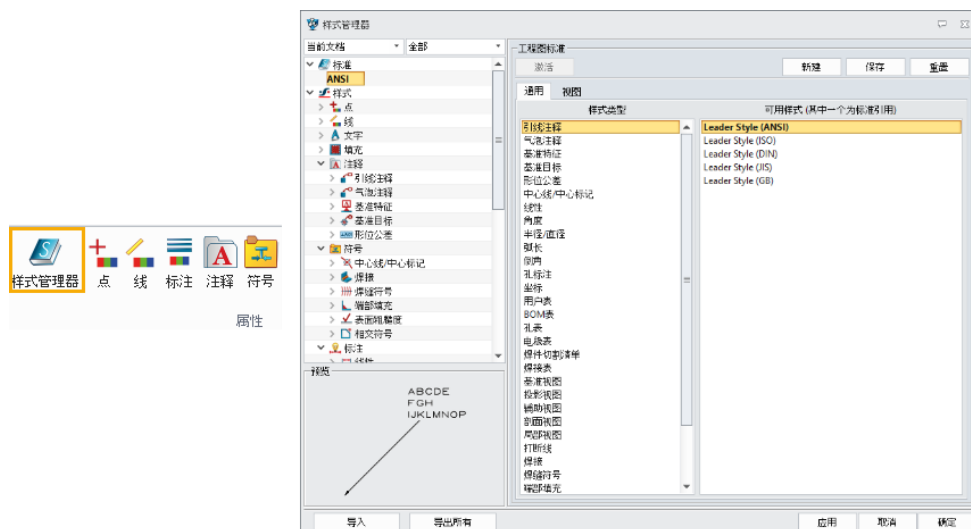 样式管理器
点
线
标注
注释
符号
属性
样式管理器
当前文档
全部
标准
ANSI
样式
点
线
文字
填充
注释
引线注释
气泡注释
基准特征
基准目标
形位公差
符号
中心线/中心标记
焊接
焊缝符号
端部填充
表面粗糙度
相交符号
标注
线性
预览
ABCDE
FGH
IJKLMNOP
导入
导出所有
工程图标准
激活
新建
保存
重置
通用
视图
样式类型
引线注释
气泡注释
基准特征
基准目标
形位公差
中心线/中心标记
线性
角度
半径/直径
弧长
倒角
孔标注
坐标
用户表
BOM表
孔表
电极表
焊件切割清单
焊接表
基准视图
投影视图
辅助视图
剖面视图
局部视图
打断线
焊接
焊缝符号
端部填充
可用样式 (其中一个为标准引用)
Leader Style (ANSI)
Leader Style (ISO)
Leader Style (DIN)
Leader Style (JIS)
Leader Style (GB)
应用
取消
确定